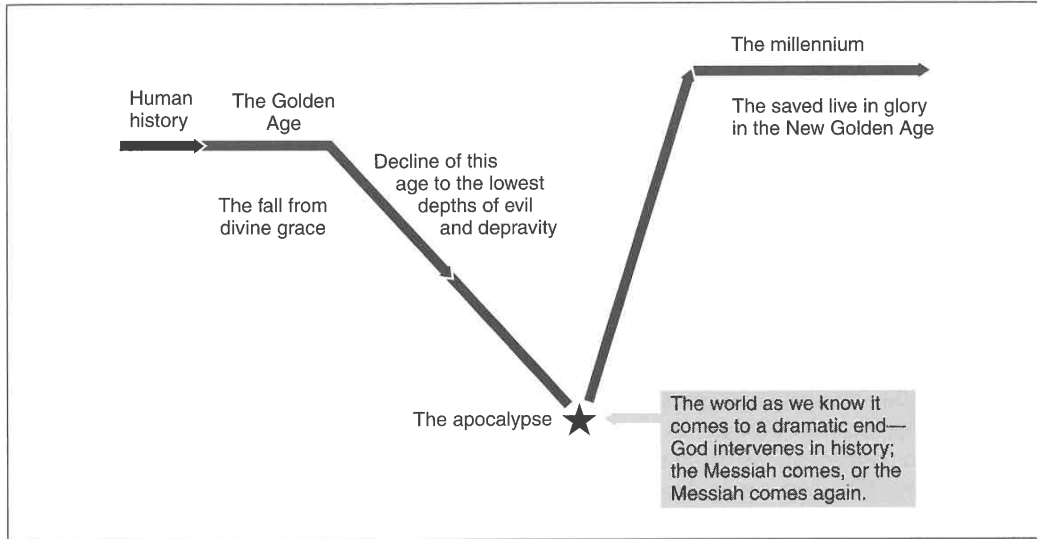 Human
history
The Golden
Age
The fall from
divine grace
Decline of this
age to the lowest
depths of evil
and depravity
The apocalypse
The world as we know it
comes to a dramatic end—
God intervenes in history;
the Messiah comes, or the
Messiah comes again.
The millennium
The saved live in glory
in the New Golden Age